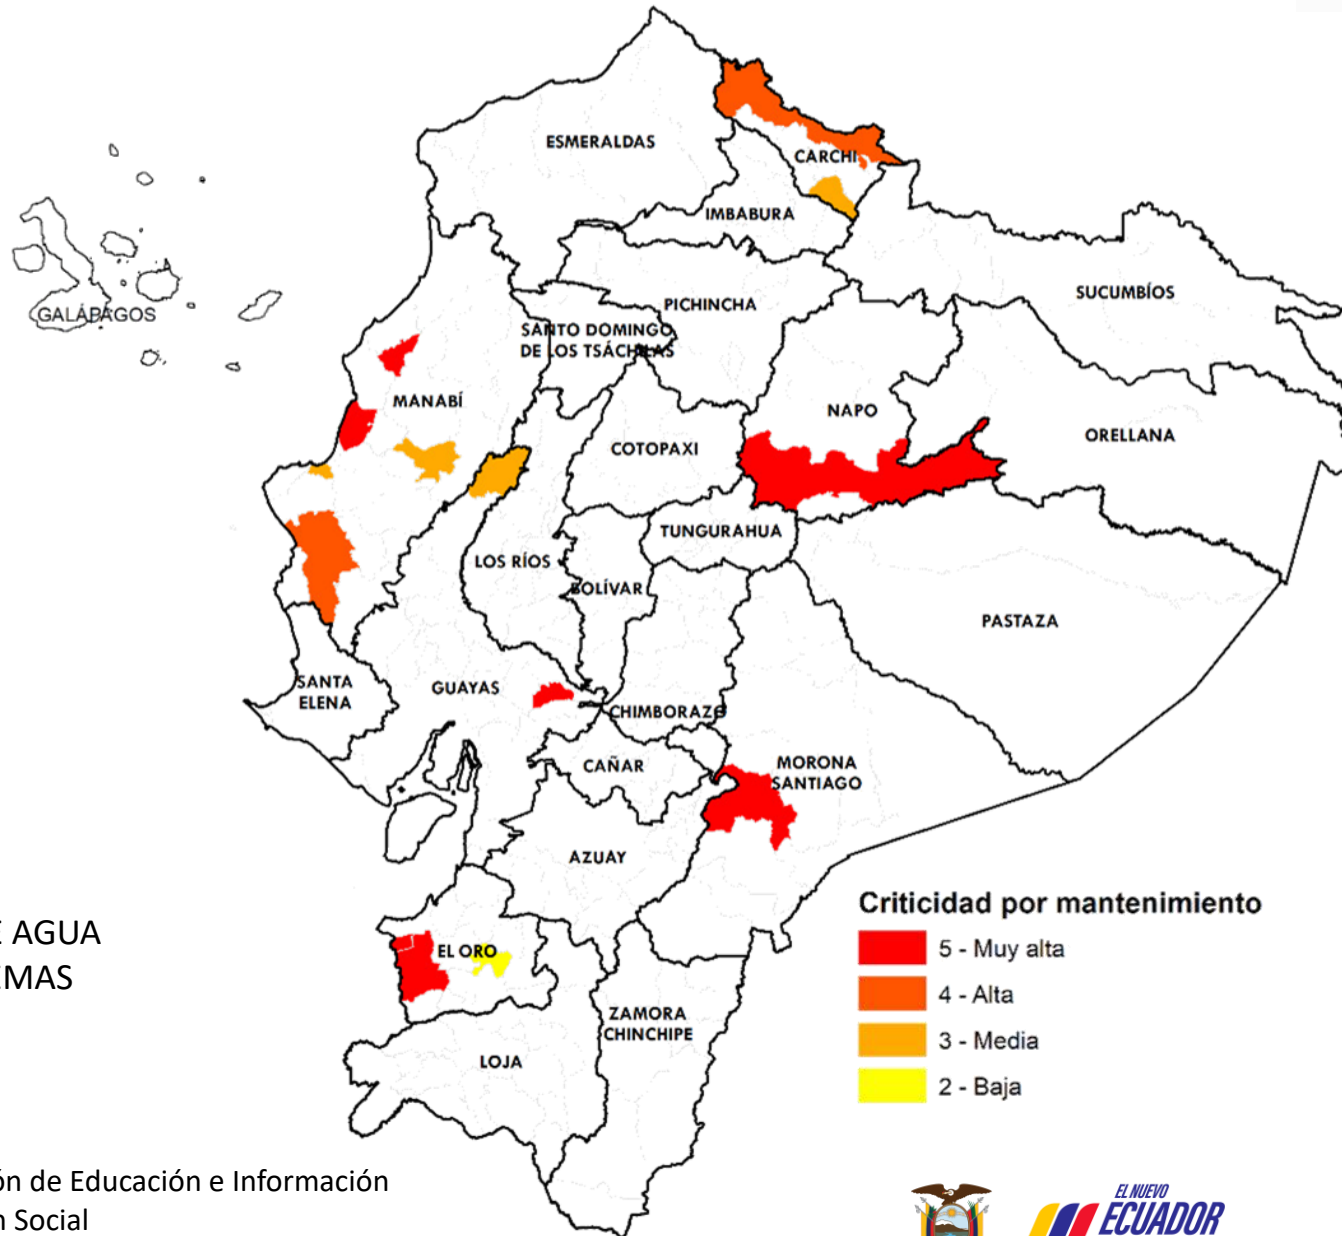 ESMERALDAS
CARCHI
IMBABURA
SUCUMBÍOS
PICHINCHA
GALÁPAGOS
SANTO DOMINGO
DE LOS TSÁCHILAS
MANABÍ
NAPO
ORELLANA
COTOPAXI
TUNGURAHUA
LOS RÍOS
BOLÍVAR
PASTAZA
SANTA
ELENA
GUAYAS
CHIMBORAZO
CAÑAR
MORONA
SANTIAGO
AZUAY
EL ORO
ZAMORA
CHINCHIPE
LOJA
Criticidad por mantenimiento
5 - Muy alta
4 - Alta
3 - Media
2 - Baja
E AGUA
EMAS
ón de Educación e Información
n Social
EL NUEVO
ECUADOR